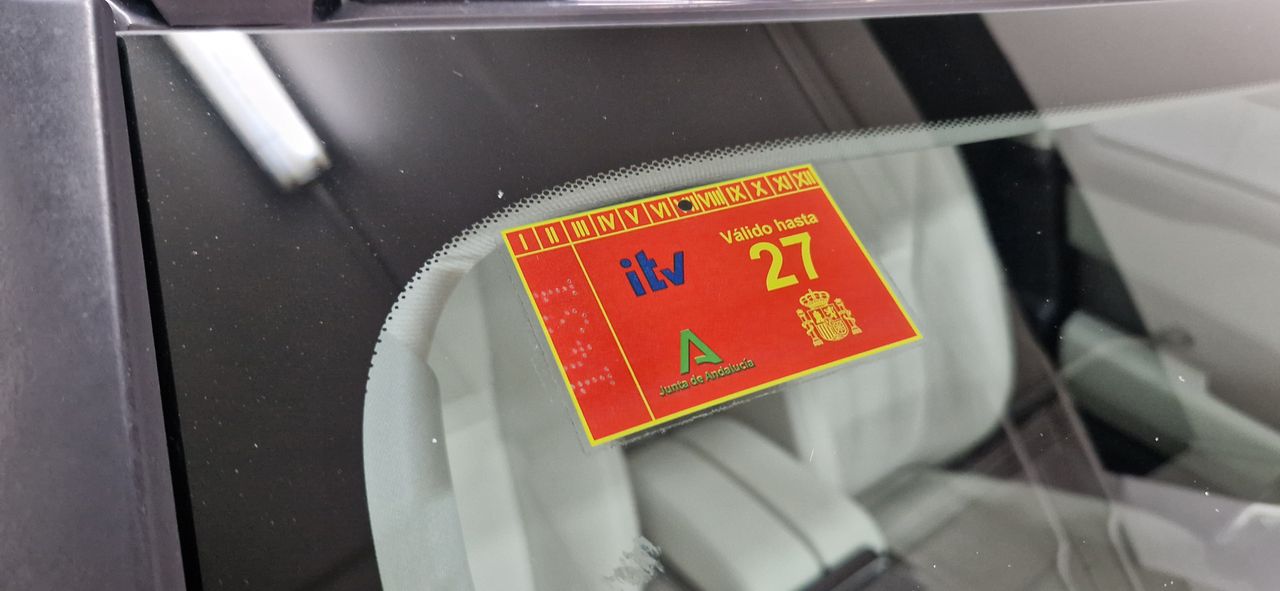 I II III IV V VI VII VIII IX X XI XII
Válido hasta
27
itv
Junta de Andalucía